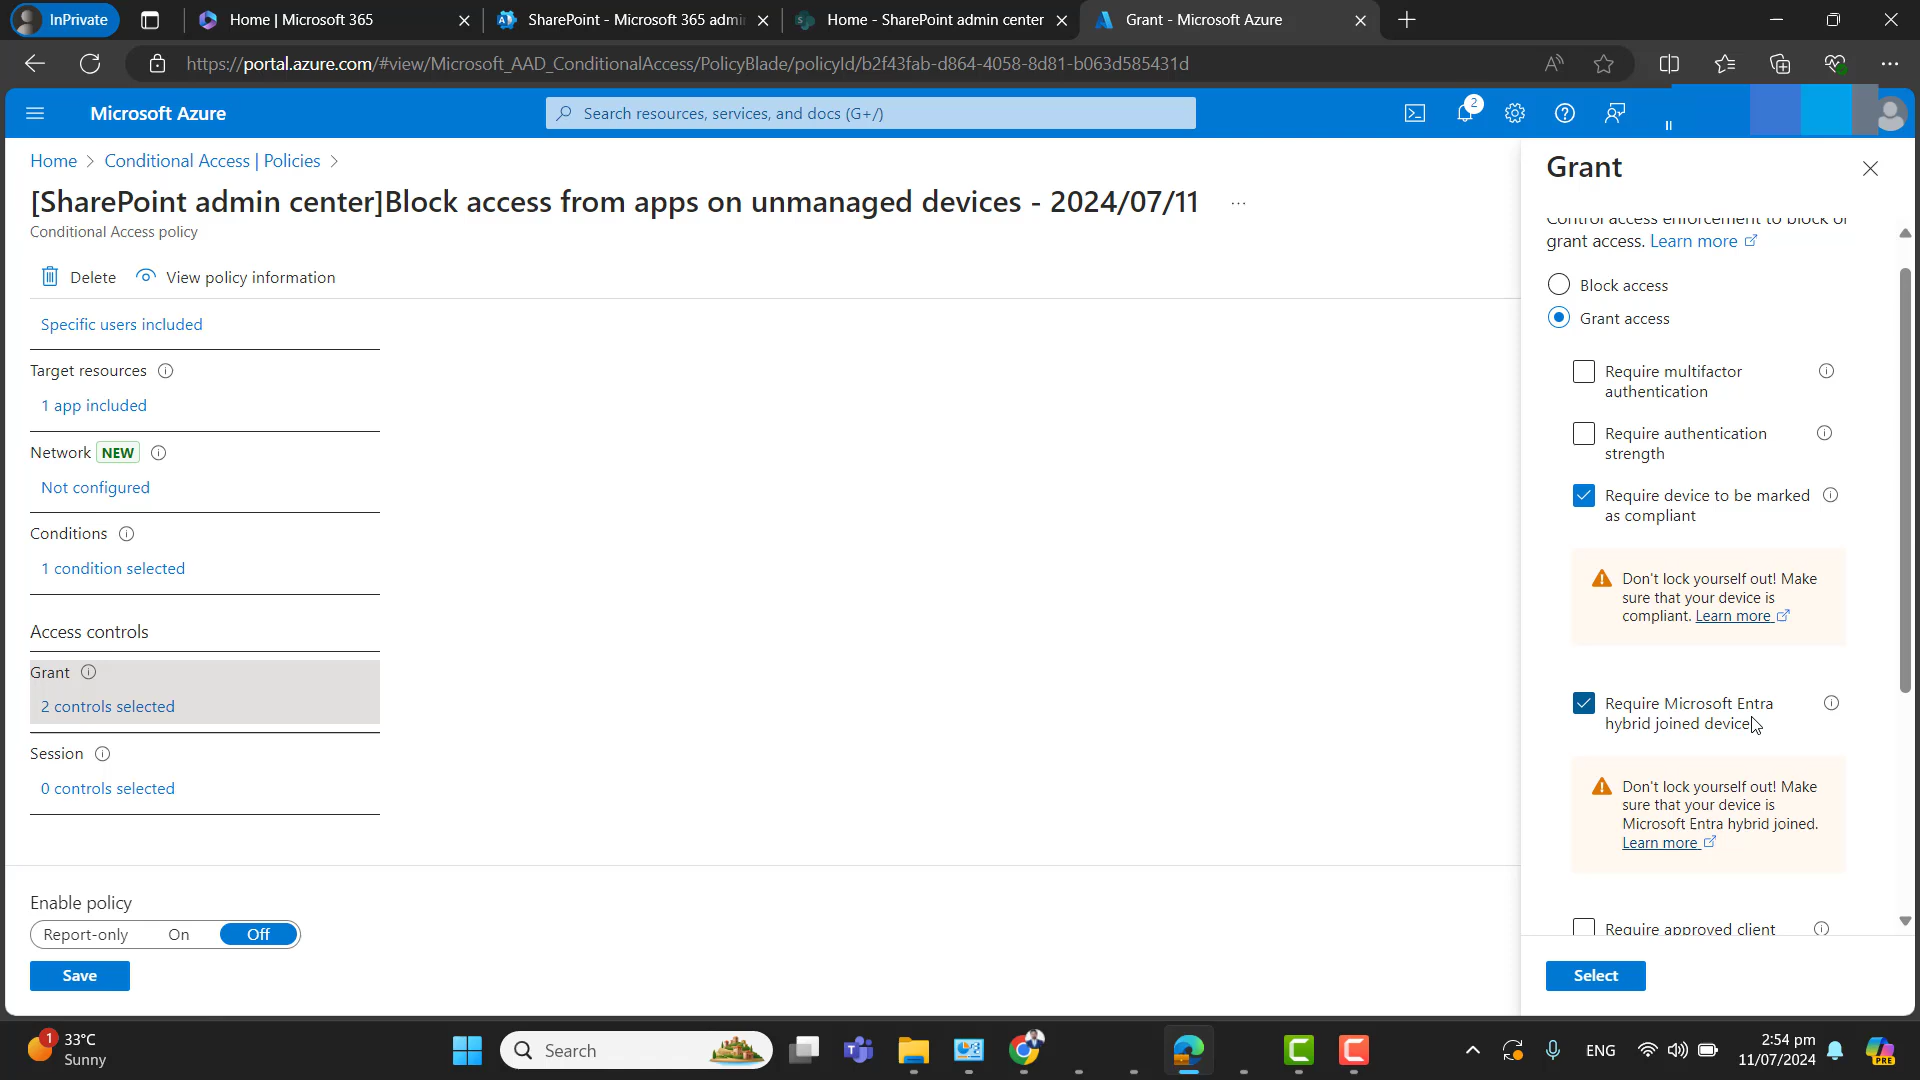 InPrivate
Home | Microsoft 365
SharePoint - Microsoft 365 admi
Home - SharePoint admin center
Grant - Microsoft Azure
https://portal.azure.com/#view/Microsoft_AAD_ConditionalAccess/PolicyBlade/policyId/b2f43fab-d864-4058-8d81-b063d585431d
Microsoft Azure
Search resources, services, and docs (G+/)
2
Home > Conditional Access | Policies >
[SharePoint admin center]Block access from apps on unmanaged devices - 2024/07/11 ...
Conditional Access policy
Delete
View policy information
Specific users included
Target resources
1 app included
Network NEW
Not configured
Conditions
1 condition selected
Access controls
Grant
2 controls selected
Session
0 controls selected
Enable policy
Report-only On Off
Save
Grant
Control access enforcement to block or
grant access. Learn more
Block access
Grant access
Require multifactor
authentication
Require authentication
strength
Require device to be marked
as compliant
Don't lock yourself out! Make
sure that your device is
compliant. Learn more
Require Microsoft Entra
hybrid joined device
Don't lock yourself out! Make
sure that your device is
Microsoft Entra hybrid joined.
Learn more
Require approved client
Select
1
33°C
Sunny
Search
ENG
2:54 pm
11/07/2024
PRE